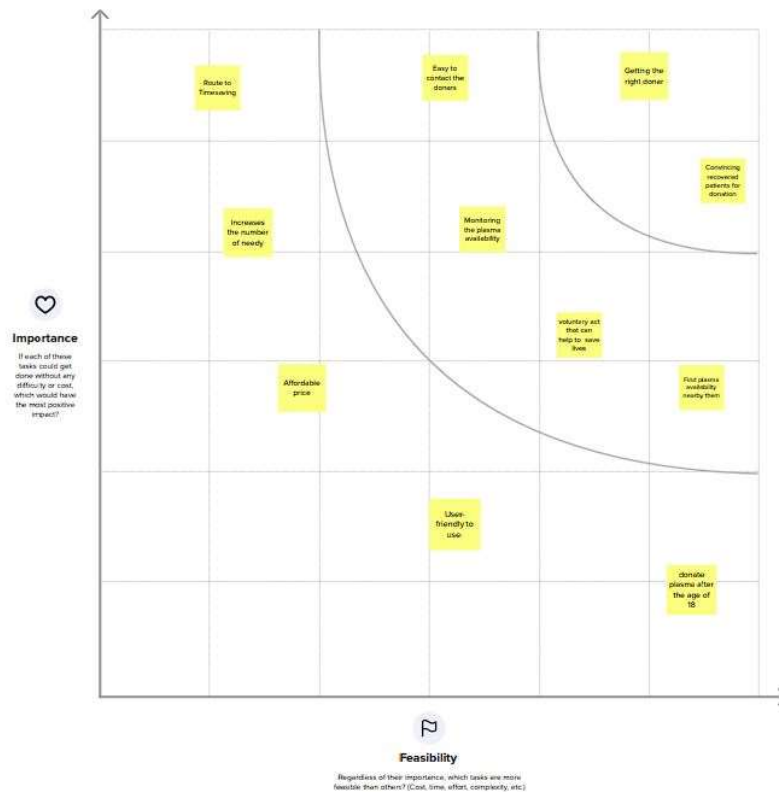 Route to
Timesaving
Easy to
contact the
donars
Getting the
right donar
Convincing
recovered
patients for
donation
Increases
the number
of needy
Monitoring
the plasma
availability
voluntary act
that can
help to save
lives
Importance
If each of these
tasks could get
done without any
difficulty or cost,
which would have
the most positive
impact?
Affordable
price
Find plasma
availability
nearby them
User-
friendly to
use
donate
plasma after
the age of
18
Feasibility
Regardless of their importance, which tasks are more
feasible than others? (Cost, time, effort, complexity, etc.)